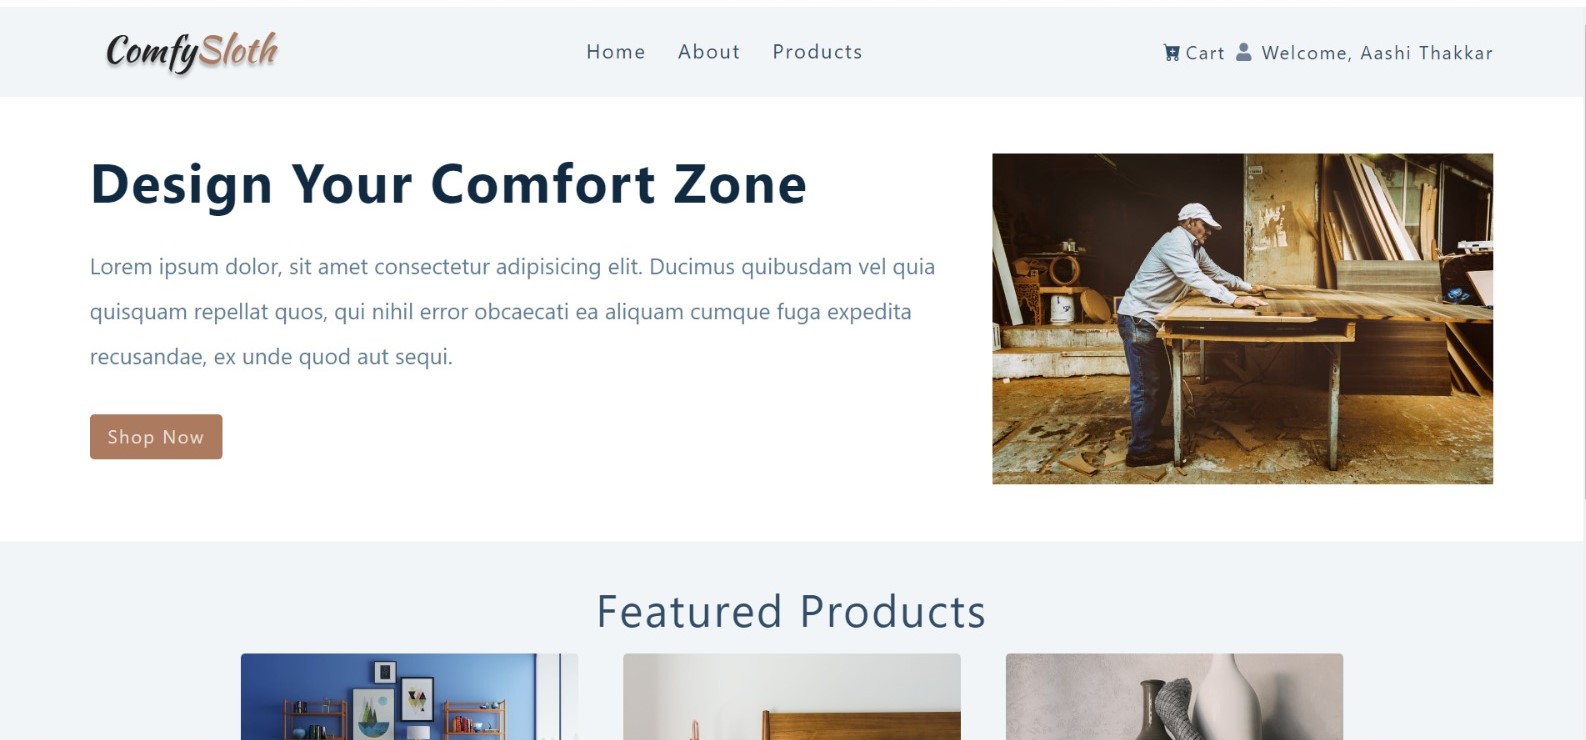 ComfySloth
Home About Products
Cart Welcome, Aashi Thakkar
Design Your Comfort Zone
Lorem ipsum dolor, sit amet consectetur adipisicing elit. Ducimus quibusdam vel quia
quisquam repellat quos, qui nihil error obcaecati ea aliquam cumque fuga expedita
recusandae, ex unde quod aut sequi.
Shop Now
Featured Products